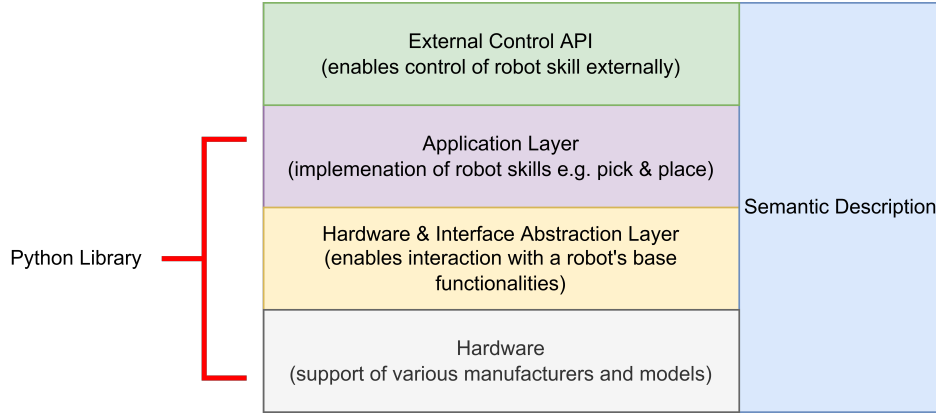 External Control API
(enables control of robot skill externally)
Application Layer
(implemenation of robot skills e.g. pick & place)
Semantic Description
Hardware & Interface Abstraction Layer
(enables interaction with a robot's base
functionalities)
Python Library
Hardware
(support of various manufacturers and models)